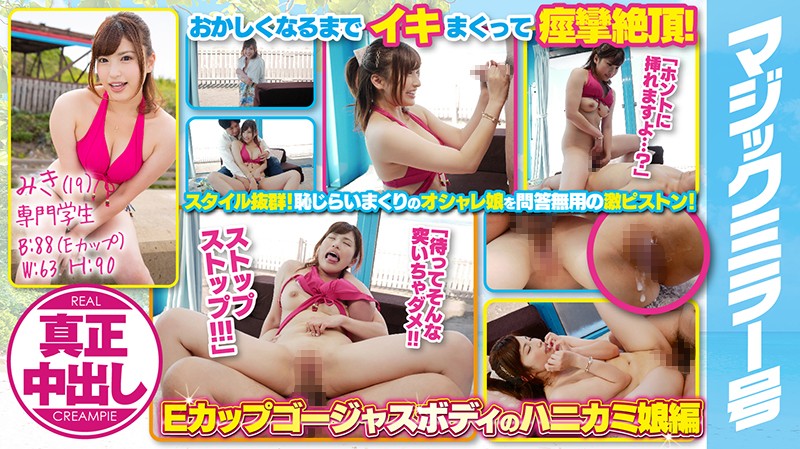 おかしくなるまでイキまくって痙攣絶頂!
マジックミラー号
「ホントに
挿れますよ…?」
みき(19)
専門学生
B:88(Eカップ)
W:63 H:90
スタイル抜群!恥じらいまくりのオシャレ娘を問答無用の激ピストン!
「待ってそんな
突いちゃダメ!!
ストップ
ストップ!!!」
REAL
真正
中出し
CREAMPIE
Eカップゴージャスボディのハニカミ娘編